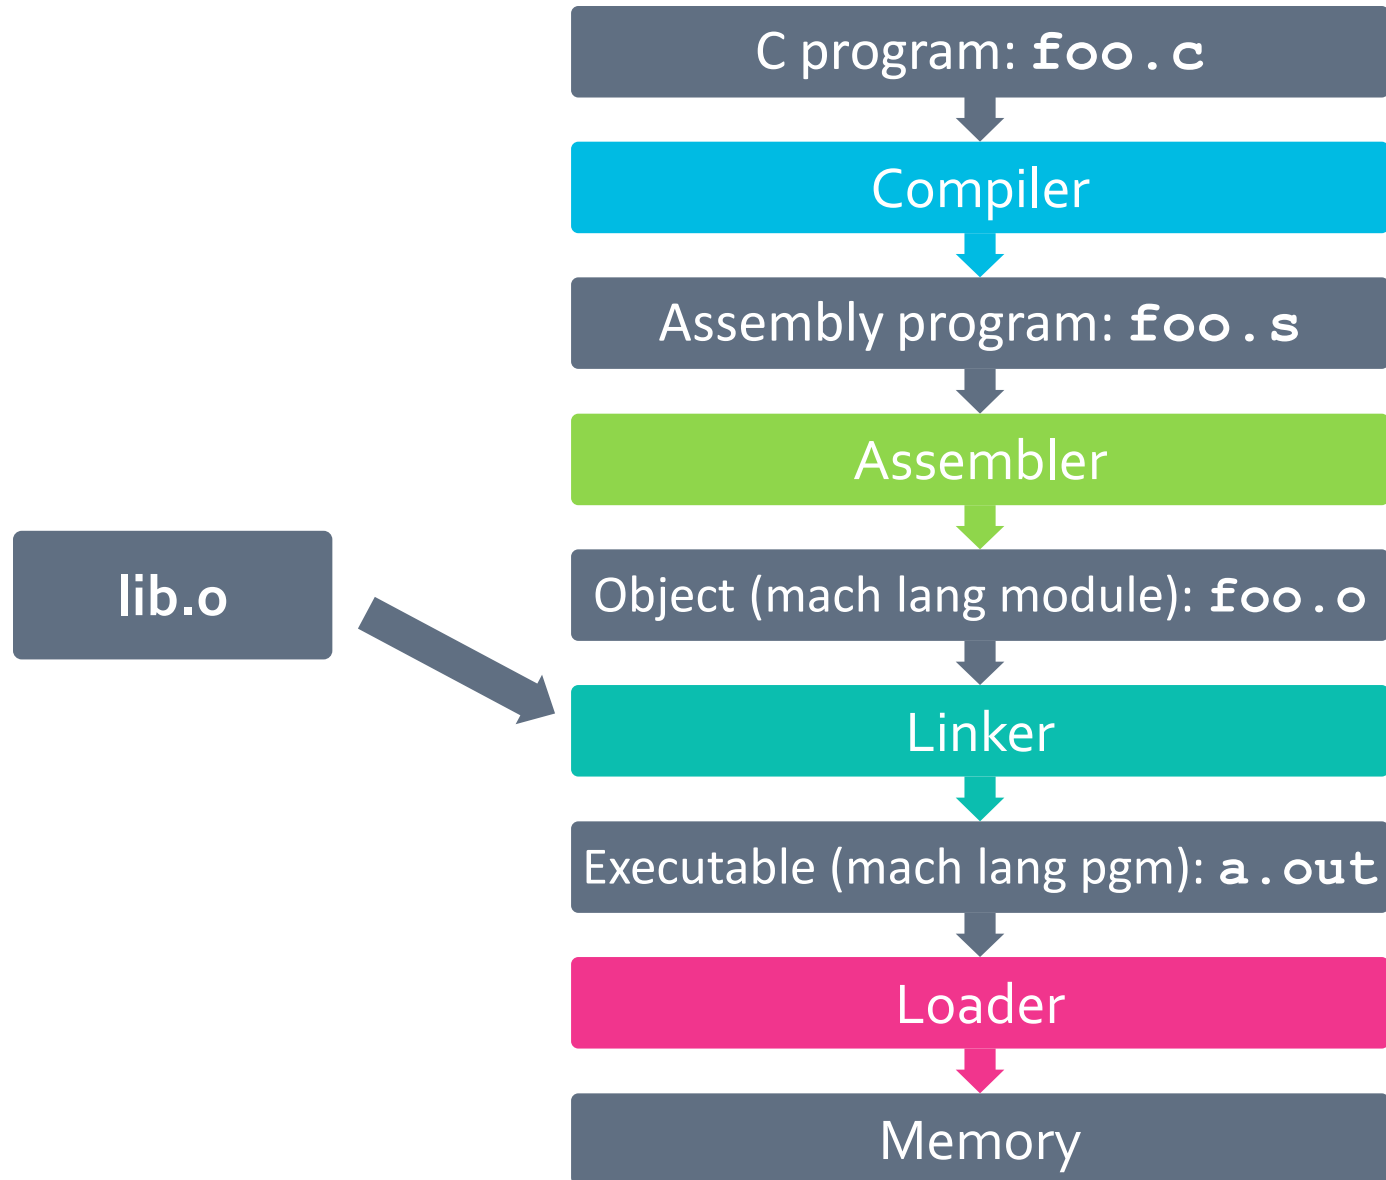 C program: foo.c
Compiler
Assembly program: foo.s
Assembler
lib.o
Object (mach lang module): foo.o
Linker
Executable (mach lang pgm): a.out
Loader
Memory